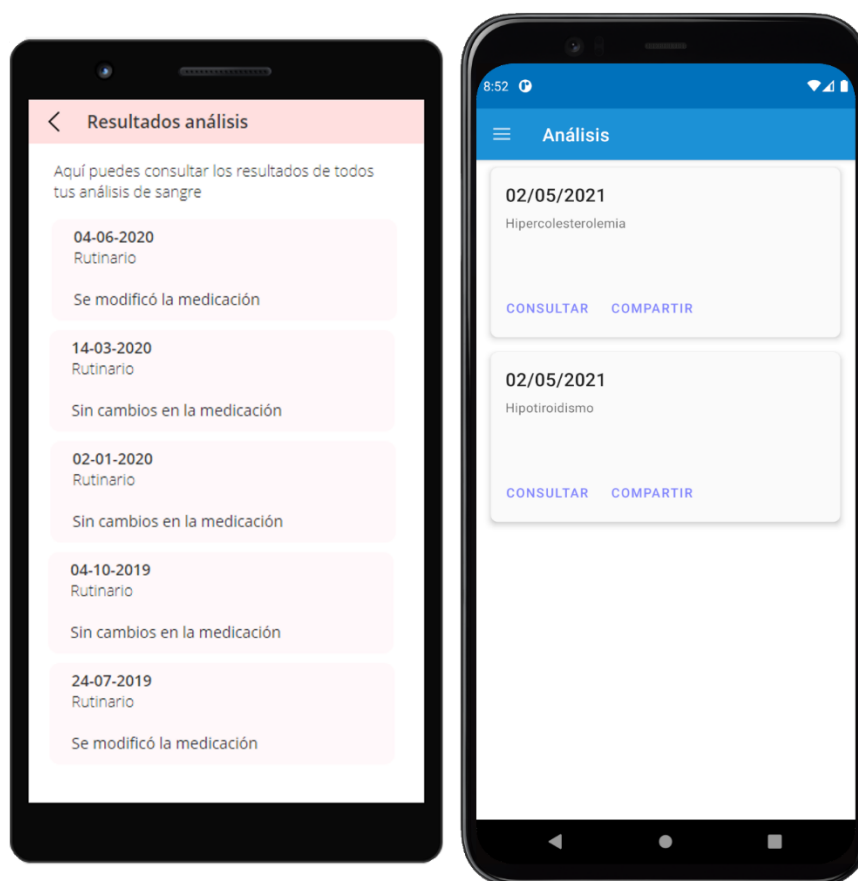 Resultados análisis
Aquí puedes consultar los resultados de todos
tus análisis de sangre
04-06-2020
Rutinario
Se modificó la medicación
14-03-2020
Rutinario
Sin cambios en la medicación
02-01-2020
Rutinario
Sin cambios en la medicación
04-10-2019
Rutinario
Sin cambios en la medicación
24-07-2019
Rutinario
Se modificó la medicación
8:52
Análisis
02/05/2021
Hipercolesterolemia
CONSULTAR COMPARTIR
02/05/2021
Hipotiroidismo
CONSULTAR COMPARTIR